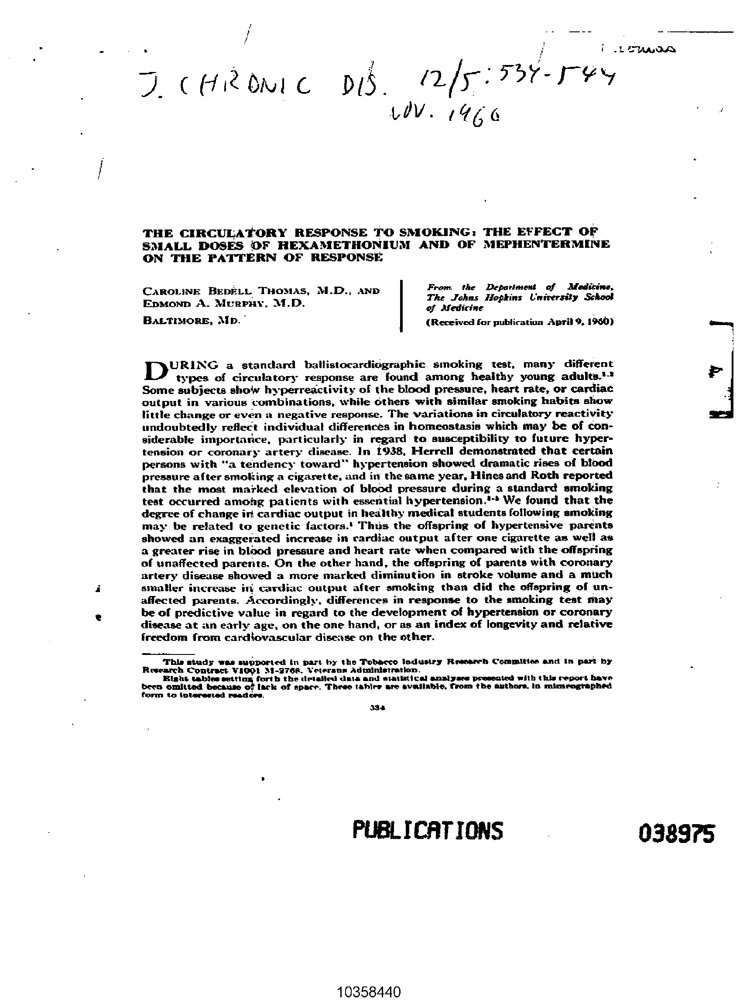 Thomas
J. CHRONIC DIS. 12/5: 534-544
NOV. 1960
THE CIRCULATORY RESPONSE TO SMOKING: THE EFFECT OF
SMALL DOSES OF HEXAMETHONIUM AND OF MEPHENTERMINE
ON THE PATTERN OF RESPONSE
CAROLINE BEDELL THOMAS, M.D., AND
EDMOND A. MURPHY, M.D.
BALTIMORE, MD.
From the Department of Medicine,
The Johns Hopkins University School
of Medicine
(Received for publication April 9, 1960)
DURING a standard ballistocardiographic smoking test, many different
types of circulatory response are found among healthy young adults.1,2
Some subjects show hyperreactivity of the blood pressure, heart rate, or cardiac
output in various combinations, while others with similar smoking habits show
little change or even a negative response. The variations in circulatory reactivity
undoubtedly reflect individual differences in homeostasis which may be of con-
siderable importance, particularly in regard to susceptibility to future hyper-
tension or coronary artery disease. In 1938, Herrell demonstrated that certain
persons with "a tendency toward" hypertension showed dramatic rises of blood
pressure after smoking a cigarette, and in the same year, Hines and Roth reported
that the most marked elevation of blood pressure during a standard smoking
test occurred among patients with essential hypertension.3-5 We found that the
degree of change in cardiac output in healthy medical students following smoking
may be related to genetic factors.1 Thus the offspring of hypertensive parents
showed an exaggerated increase in cardiac output after one cigarette as well as
a greater rise in blood pressure and heart rate when compared with the offspring
of unaffected parents. On the other hand, the offspring of parents with coronary
artery disease showed a more marked diminution in stroke volume and a much
smaller increase in cardiac output after smoking than did the offspring of un-
affected parents. Accordingly, differences in response to the smoking test may
be of predictive value in regard to the development of hypertension or coronary
disease at an early age, on the one hand, or as an index of longevity and relative
freedom from cardiovascular disease on the other.
This study was supported in part by the Tobacco Industry Research Committee and in part by
Research Contract V1001 M-2768, Veterans Administration.
Eight tables setting forth the detailed data and statistical analyses presented with this report have
been omitted because of lack of space. These tables are available, from the authors, in mimeographed
form to interested readers.
534
PUBLICATIONS
038975
10358440